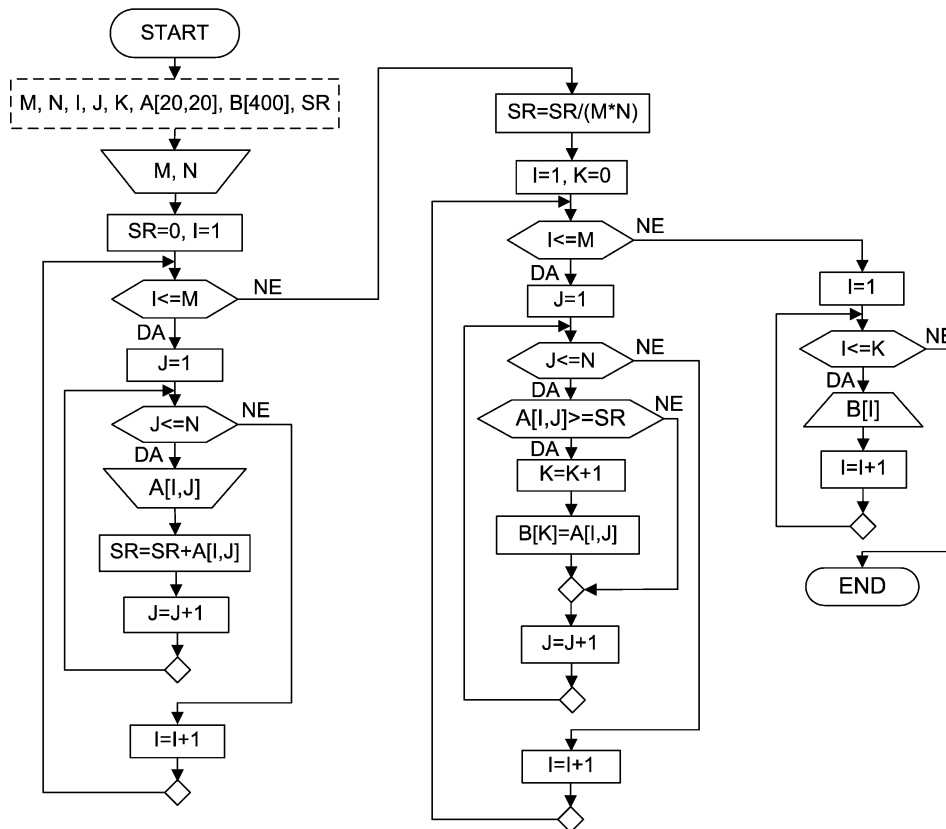 START
M, N, I, J, K, A[20,20], B[400], SR
M, N
SR=0, I=1
I<=M
NE
DA
J=1
J<=N
NE
DA
A[I,J]
SR=SR+A[I,J]
J=J+1
I=I+1
SR=SR/(M*N)
I=1, K=0
I<=M
NE
DA
J=1
J<=N
NE
DA
A[I,J]>=SR
NE
DA
K=K+1
B[K]=A[I,J]
J=J+1
I=I+1
I=1
I<=K
NE
DA
B[I]
I=I+1
END